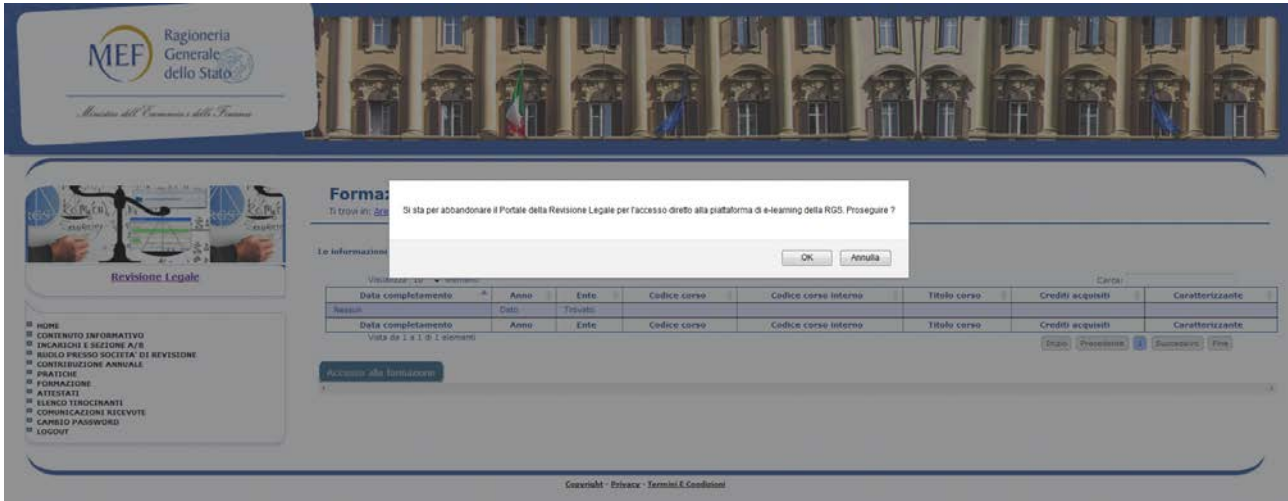 MEF
Ragioneria
Generale
dello Stato
Ministero dell'Economia e delle Finanze
Revisione Legale
HOME
CONTENUTO INFORMATIVO
INCARICHI E SEZIONE A/B
RUOLO PRESSO SOCIETA' DI REVISIONE
CONTRIBUZIONE ANNUALE
PRATICHE
FORMAZIONE
ATTESTATI
ELENCO TIROCINANTI
COMUNICAZIONI RICEVUTE
CAMBIO PASSWORD
LOGOUT
Formaz
Ti trovi in: Are
Si sta per abbandonare il Portale della Revisione Legale per l'accesso diretto alla piattaforma di e-learning della RGS. Proseguire ?
OK Annulla
Le informazioni
Visualizza 10 elementi
Cerca:
Data completamento Anno Ente Codice corso Codice corso interno Titolo corso Crediti acquisiti Caratterizzante
Nessun Dato Trovato
Data completamento Anno Ente Codice corso Codice corso interno Titolo corso Crediti acquisiti Caratterizzante
Vista da 1 a 1 di 1 elementi
Inizio Precedente 1 Successivo Fine
Accesso alla formazione
Copyright - Privacy - Termini E Condizioni